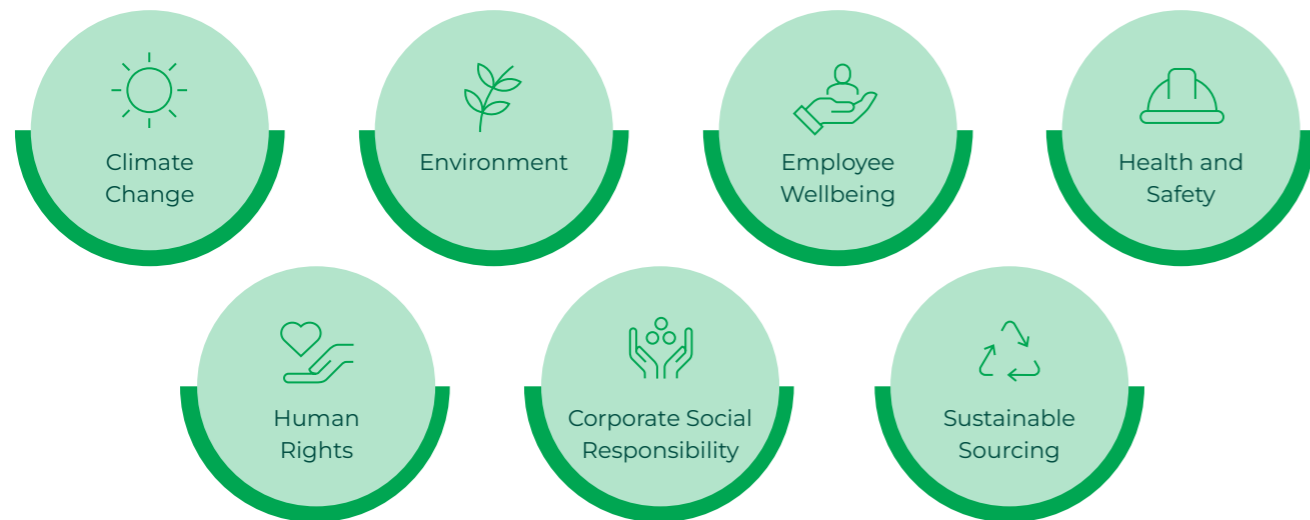 Climate
Change
Environment
Employee
Wellbeing
Health and
Safety
Human
Rights
Corporate Social
Responsibility
Sustainable
Sourcing